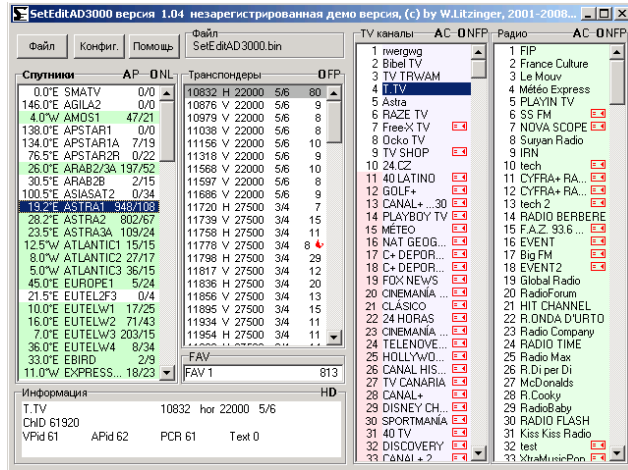 SetEditAD3000 версия 1.04 незарегистрированная демо версия, (c) by W.Litzinger, 2001-2008...
Файл Конфиг. Помощь
Файл
SetEditAD3000.bin
Спутники AP ONL
0.0°E SMATV 0/0
146.0°E AGILA2 0/0
4.0°W AMOS1 47/21
138.0°E APSTAR1 0/0
134.0°E APSTAR1A 7/19
76.5°E APSTAR2R 0/22
26.0°E ARAB2/3A 197/52
30.5°E ARAB2B 2/15
100.5°E ASIASAT2 0/34
19.2°E ASTRA1 948/108
28.2°E ASTRA2 802/67
23.5°E ASTRA3A 109/24
12.5°W ATLANTIC1 15/15
8.0°W ATLANTIC2 27/17
5.0°W ATLANTIC3 36/15
45.0°E EUROPE1 5/24
21.5°E EUTEL2F3 0/4
10.0°E EUTELW1 17/25
16.0°E EUTELW2 71/43
7.0°E EUTELW3 203/15
36.0°E EUTELW4 8/34
33.0°E EBIRD 2/9
11.0°W EXPRESS... 18/23
Транспондеры OFP
10832 H 22000 5/6 80
10876 V 22000 5/6 9
10979 V 22000 5/6 8
11038 V 22000 5/6 8
11156 V 22000 5/6 10
11318 V 22000 5/6 9
11568 V 22000 5/6 10
11597 V 22000 5/6 8
11686 V 22000 5/6 9
11720 H 27500 3/4 7
11739 V 27500 3/4 15
11758 H 27500 3/4 11
11778 V 27500 3/4 8
11798 H 27500 3/4 29
11817 V 27500 3/4 12
11836 H 27500 3/4 20
11856 V 27500 3/4 13
11895 V 27500 3/4 15
11934 V 27500 3/4 11
11954 H 27500 3/4 11
FAV
FAV 1 813
Информация HD
T.TV 10832 hor 22000 5/6
ChID 61920
VPid 61 APid 62 PCR 61 Text 0
TV каналы AC ONFP
1 rwergwg
2 Bibel TV
3 TV TRWAM
4 T.TV
5 Astra
6 RAZE TV
7 Free-X TV
8 Ocko TV
9 TV SHOP
10 24.CZ
11 40 LATINO
12 GOLF+
13 CANAL+ ...30
14 PLAYBOY TV
15 MÉTEO
16 NAT GEOG...
17 C+ DEPOR...
18 C+ DEPOR...
19 FOX NEWS
20 CINEMANÍA ...
21 CLÁSICO
22 24 HORAS
23 CINEMANÍA ...
24 TELENOVE...
25 HOLLYWO...
26 CANAL HIS...
27 TV CANARIA
28 CANAL+
29 DISNEY CH...
30 SPORTMANÍA
31 40 TV
32 DISCOVERY
33 CANAL+ 2
Радио AC ONFP
1 FIP
2 France Culture
3 Le Mouv
4 Météo Express
5 PLAYIN TV
6 SS FM
7 NOVA SCOPE
8 Suryan Radio
9 IRN
10 tech
11 CYFRA+ RA...
12 CYFRA+ RA...
13 tech 2
14 RADIO BERBERE
15 F.A.Z. 93.6 ...
16 EVENT
17 Big FM
18 EVENT2
19 Global Radio
20 RadioForum
21 HIT CHANNEL
22 R.ONDA D'URTO
23 Radio Company
24 RADIO TIME
25 Radio Max
26 R.Di per Di
27 McDonalds
28 R.Cooky
29 RadioBaby
30 RADIO FLASH
31 Kiss Kiss Radio
32 test
33 XtraMusicPop